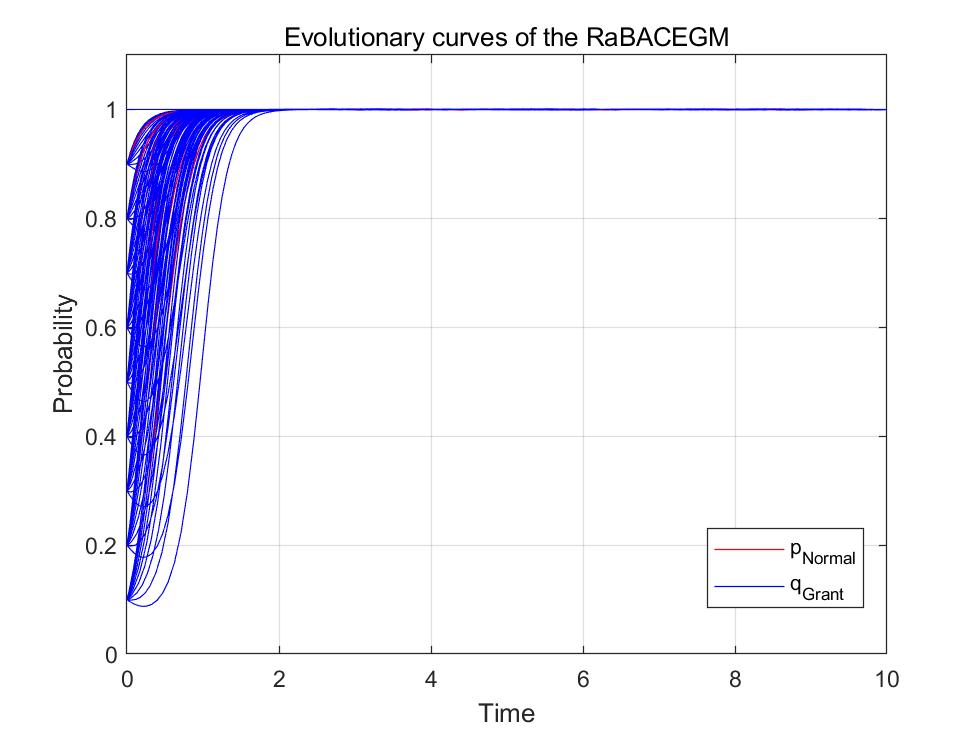 Evolutionary curves of the RaBACEGM
1
0.8
0.6
0.4
0.2
0
Probability
0 2 4 6 8 10
Time
pNormal
qGrant